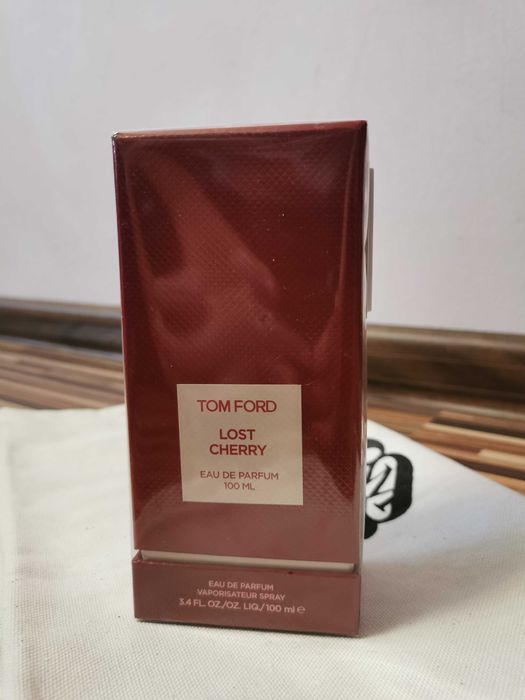 TOM FORD
LOST
CHERRY
EAU DE PARFUM
100 ML
EAU DE PARFUM
VAPORISATEUR SPRAY
3.4 FL. OZ./OZ. LIQ./100 ml ℮